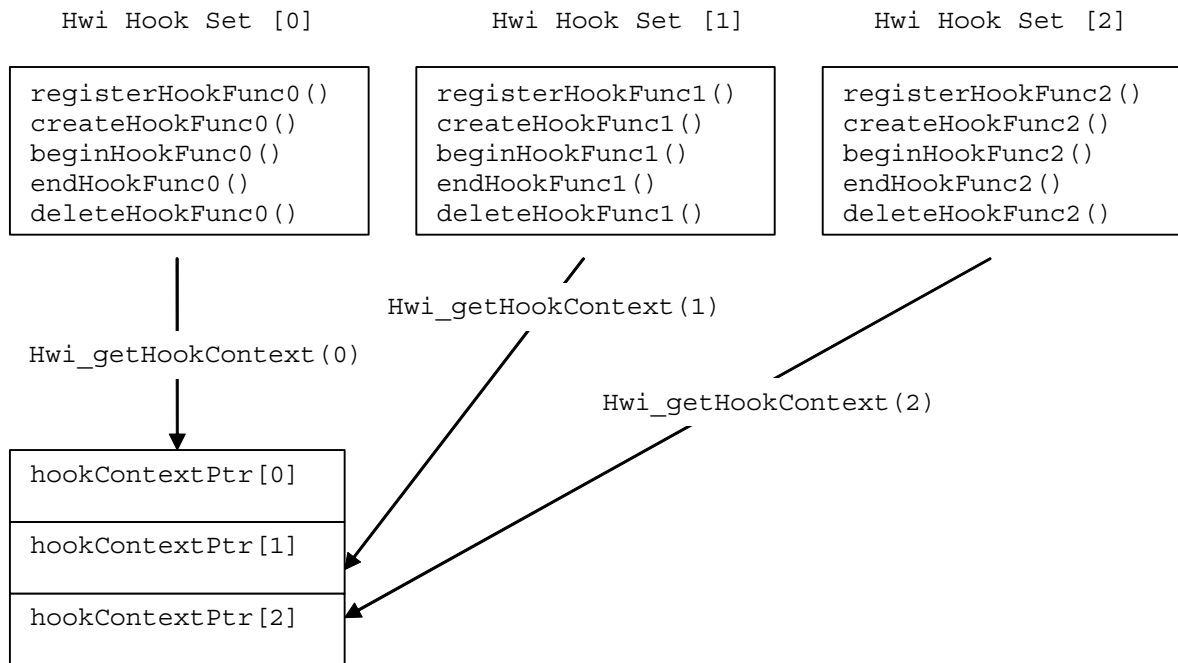 Hwi Hook Set [0]
Hwi Hook Set [1]
Hwi Hook Set [2]
registerHookFunc0()
createHookFunc0()
beginHookFunc0()
endHookFunc0()
deleteHookFunc0()
registerHookFunc1()
createHookFunc1()
beginHookFunc1()
endHookFunc1()
deleteHookFunc1()
registerHookFunc2()
createHookFunc2()
beginHookFunc2()
endHookFunc2()
deleteHookFunc2()
Hwi_getHookContext(1)
Hwi_getHookContext(0)
Hwi_getHookContext(2)
hookContextPtr[0]
hookContextPtr[1]
hookContextPtr[2]